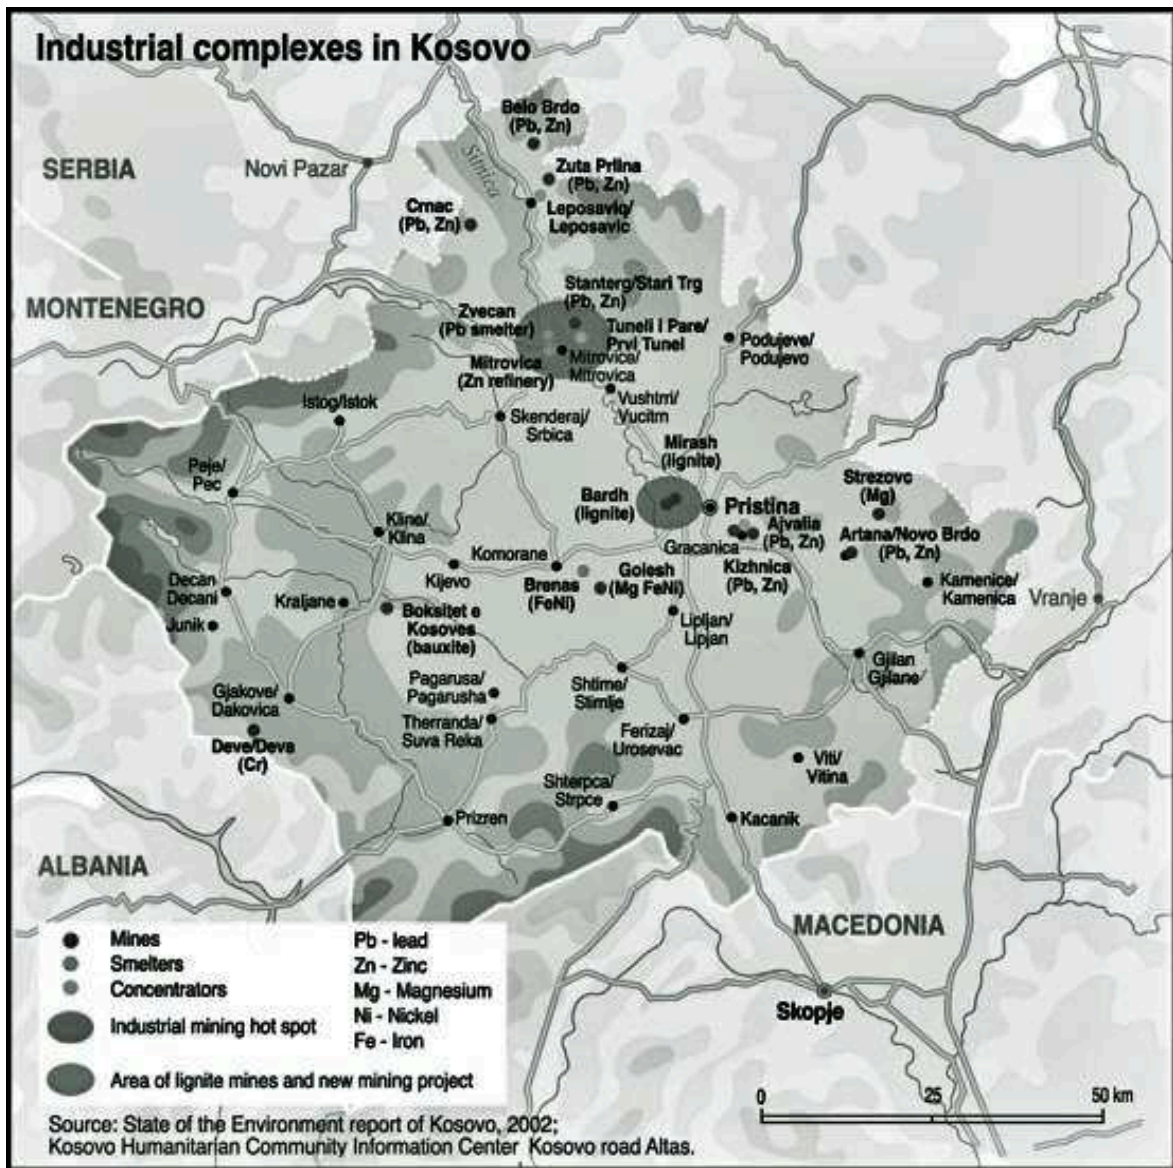 Industrial complexes in Kosovo
Belo Brdo
(Pb, Zn)
SERBIA
Novi Pazar
Zuta Prlina
(Pb, Zn)
Crnac
(Pb, Zn)
Leposaviq/
Leposavic
MONTENEGRO
Stanterg/Stari Trg
(Pb, Zn)
Zvecan
(Pb smelter)
Tuneli i Pare/
Prvi Tunel
Podujeve/
Podujevo
Mitrovica
(Zn refinery)
Mitrovica/
Mitrovica
Vushtrri/
Vucitrn
Istog/Istok
Skenderaj/
Srbica
Mirash
(lignite)
Peje/
Pec
Strezovc
(Mg)
Bardh
(lignite)
Pristina
Kline/
Klina
Ajvalia
(Pb, Zn)
Artana/Novo Brdo
(Pb, Zn)
Gracanica
Komorane
Kijevo
Brenas
(FeNi)
Golesh
(Mg FeNi)
Kizhnica
(Pb, Zn)
Kamenice/
Kamenica
Vranje
Decan
Decani
Kraljane
Boksitet e
Kosoves
(bauxite)
Junik
Lipljan/
Lipjan
Gjilan
Gjilane
Pagarusa/
Pagarusha
Shtime/
Stimlje
Gjakove/
Dakovica
Therranda/
Suva Reka
Ferizaj/
Urosevac
Deve/Deva
(Cr)
Viti/
Vitina
Shterpca/
Strpce
Prizren
Kacanik
ALBANIA
MACEDONIA
Skopje
Mines
Smelters
Concentrators
Industrial mining hot spot
Area of lignite mines and new mining project
Pb - lead
Zn - Zinc
Mg - Magnesium
Ni - Nickel
Fe - Iron
0 25 50 km
Source: State of the Environment report of Kosovo, 2002;
Kosovo Humanitarian Community Information Center Kosovo road Altas.